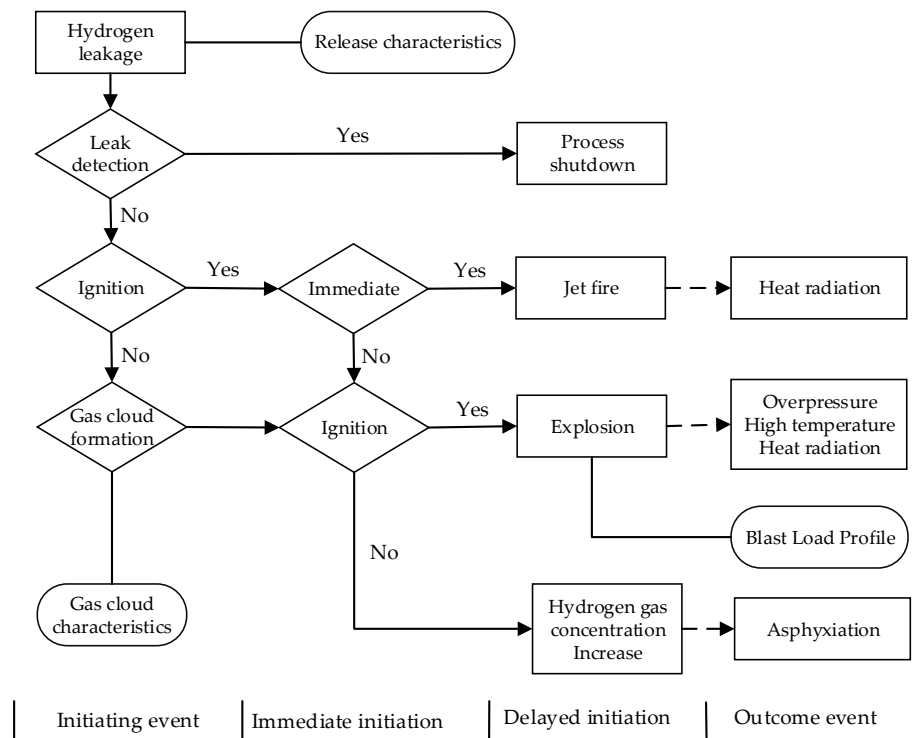 Hydrogen
leakage
Release characteristics
Leak
detection
Yes
Process
shutdown
No
Ignition
Yes
Immediate
Yes
Jet fire
Heat radiation
No
No
Gas cloud
formation
Ignition
Yes
Explosion
Overpressure
High temperature
Heat radiation
Blast Load Profile
No
Gas cloud
characteristics
Hydrogen gas
concentration
Increase
Asphyxiation
Initiating event
Immediate initiation
Delayed initiation
Outcome event